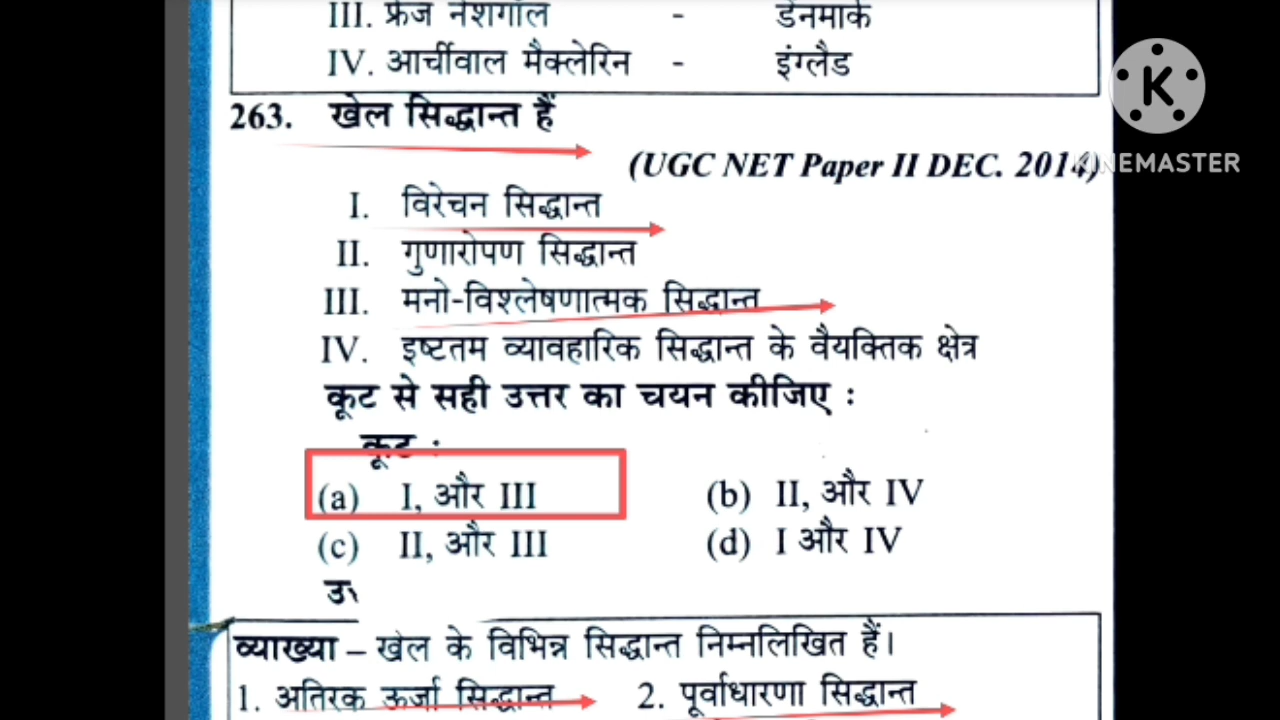 III. फ्रेज नेशगॉल - डेनमार्क
IV. आर्चीवाल मैक्लेरिन - इंग्लैड
K
263. खेल सिद्धान्त हैं
(UGC NET Paper II DEC. 2014)
KINEMASTER
I. विरेचन सिद्धान्त
II. गुणारोपण सिद्धान्त
III. मनो-विश्लेषणात्मक सिद्धान्त
IV. इष्टतम व्यावहारिक सिद्धान्त के वैयक्तिक क्षेत्र
कूट से सही उत्तर का चयन कीजिए :
कूट :
(a) I, और III (b) II, और IV
(c) II, और III (d) I और IV
व्याख्या – खेल के विभिन्न सिद्धान्त निम्नलिखित हैं।
1. अतिरक ऊर्जा सिद्धान्त 2. पूर्वाधारणा सिद्धान्त